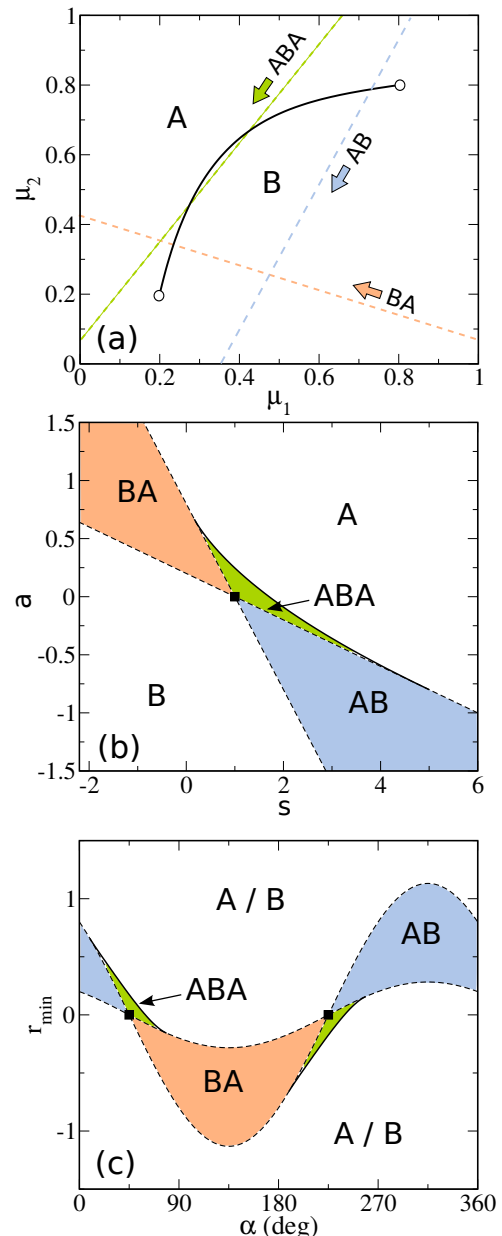 1
ABA
0.8
A
AB
0.6
B
μ2
0.4
BA
0.2
(a)
0
0 0.2 0.4 0.6 0.8 1
μ1
1.5
BA
1
A
0.5
a
0
ABA
-0.5
B
AB
-1
(b)
-1.5
-2 0 2 4 6
s
A / B
1
AB
ABA
r_min
0
BA
-1
A / B
(c)
0 90 180 270 360
α (deg)